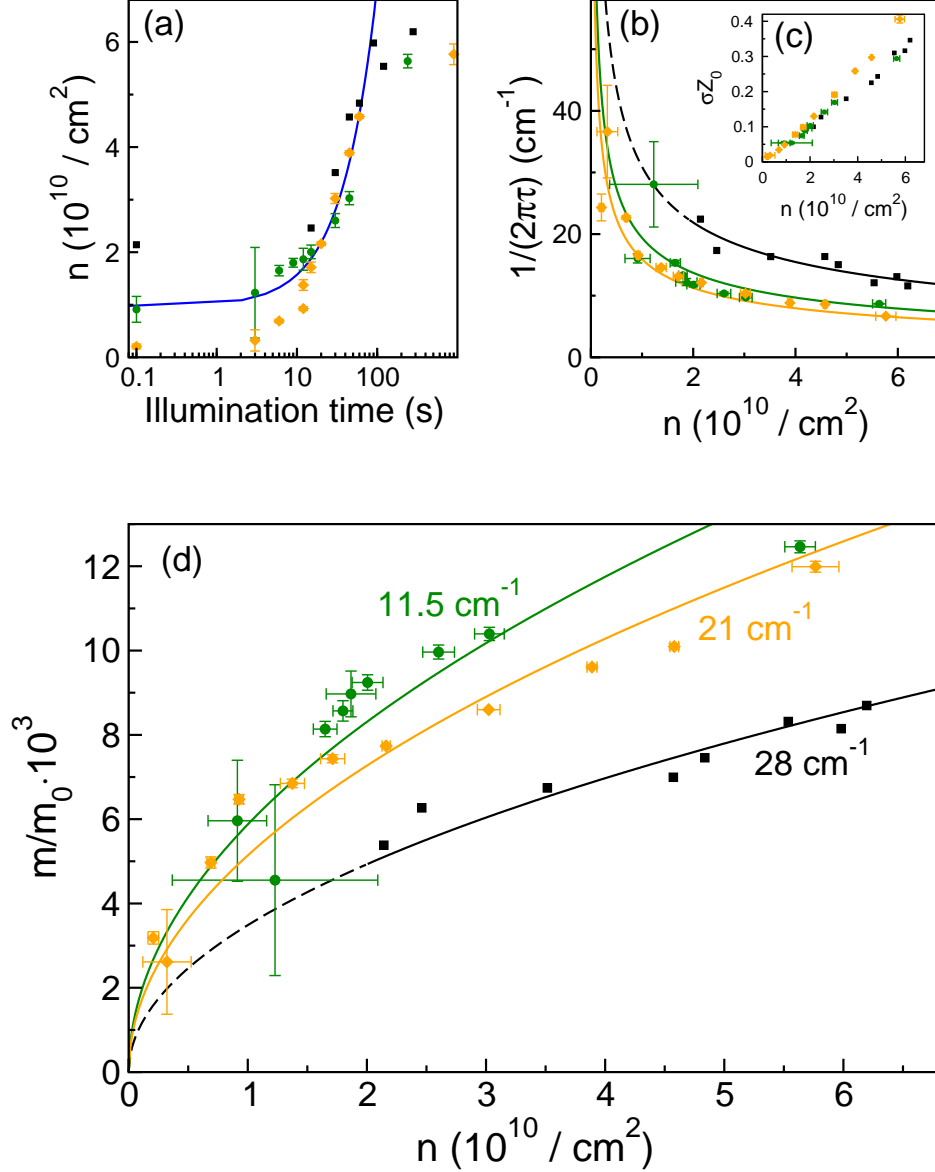 (a)
6
4
2
0
n (10^10 / cm^2)
0.1 1 10 100
Illumination time (s)
(b)
40
20
0
1/(2πτ) (cm^-1)
0 2 4 6
n (10^10 / cm^2)
(c)
0.4
0.3
0.2
0.1
0
σZ_0
0 2 4 6
n (10^10 / cm^2)
(d)
12
10
8
6
4
2
0
m/m_0·10^3
11.5 cm^-1
21 cm^-1
28 cm^-1
0 1 2 3 4 5 6
n (10^10 / cm^2)